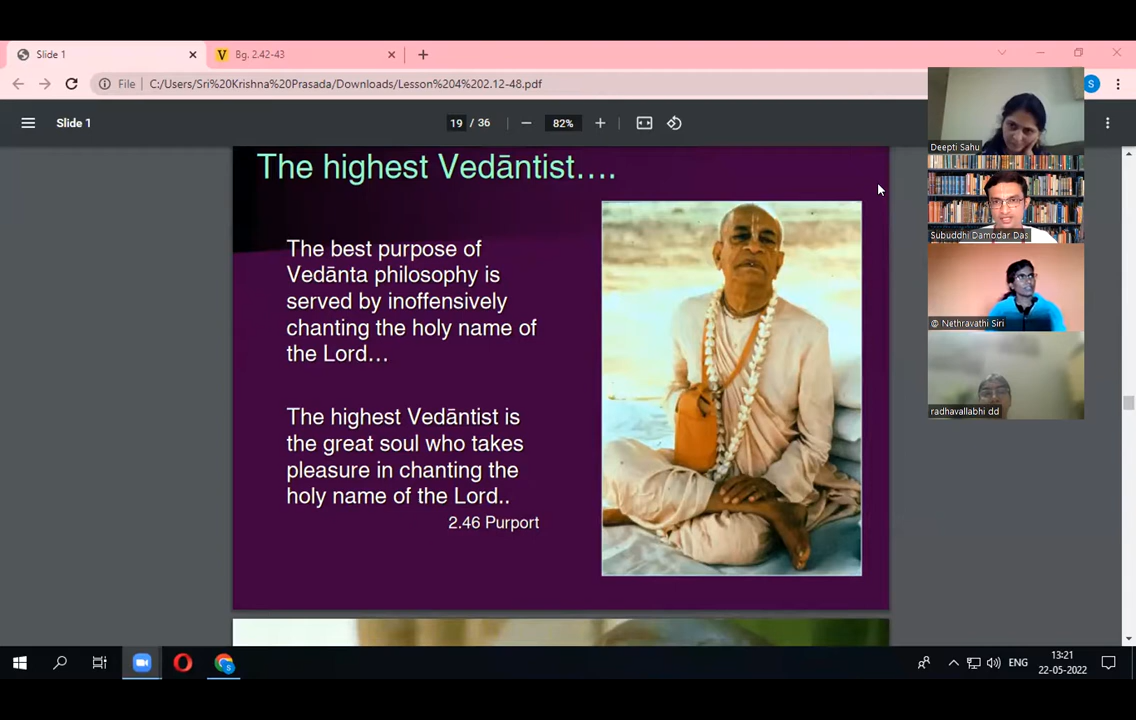 Slide 1
Bg. 2.42-43
File
C:/Users/Sri%20Krishna%20Prasada/Downloads/Lesson%204%202.12-48.pdf
S
Slide 1
19 / 36
82%
The highest Vedāntist....
The best purpose of
Vedānta philosophy is
served by inoffensively
chanting the holy name of
the Lord…
The highest Vedāntist is
the great soul who takes
pleasure in chanting the
holy name of the Lord..
2.46 Purport
Deepti Sahu
Subuddhi Damodar Das
@ Nethravathi Siri
radhavallabhi dd
ENG
13:21
22-05-2022